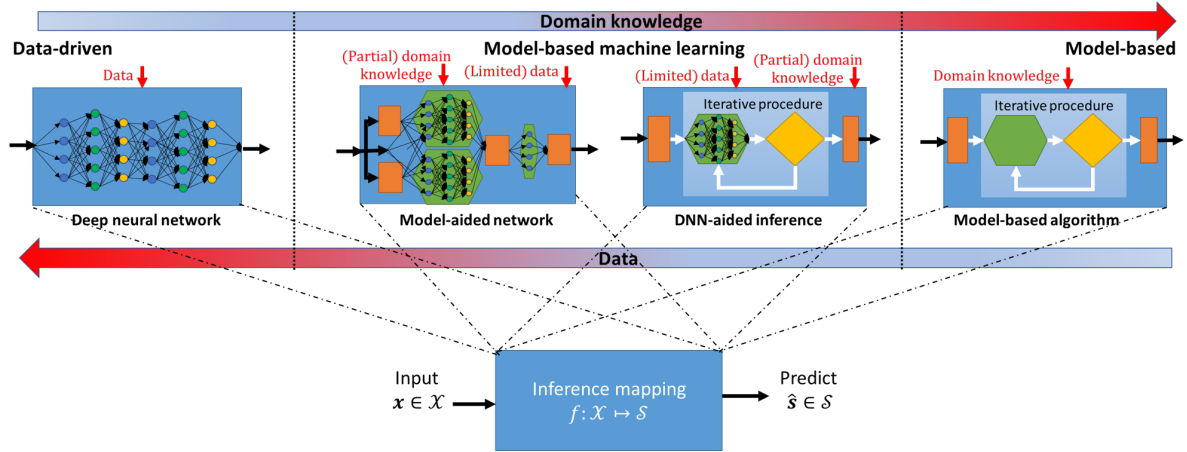 Domain knowledge
Data-driven
Model-based machine learning
Model-based
Data
(Partial) domain
knowledge
(Limited) data
(Limited) data
(Partial) domain
knowledge
Domain knowledge
Iterative procedure
Iterative procedure
Deep neural network
Model-aided network
DNN-aided inference
Model-based algorithm
Data
Input
𝒙 ∈ 𝒳
Inference mapping
𝑓: 𝒳 ↦ 𝒮
Predict
𝒔̂ ∈ 𝒮